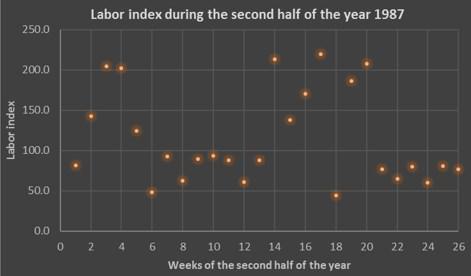 Labor index during the second half of the year 1987
250.0
200.0
150.0
100.0
50.0
0.0
Labor index
0 2 4 6 8 10 12 14 16 18 20 22 24 26
Weeks of the second half of the year